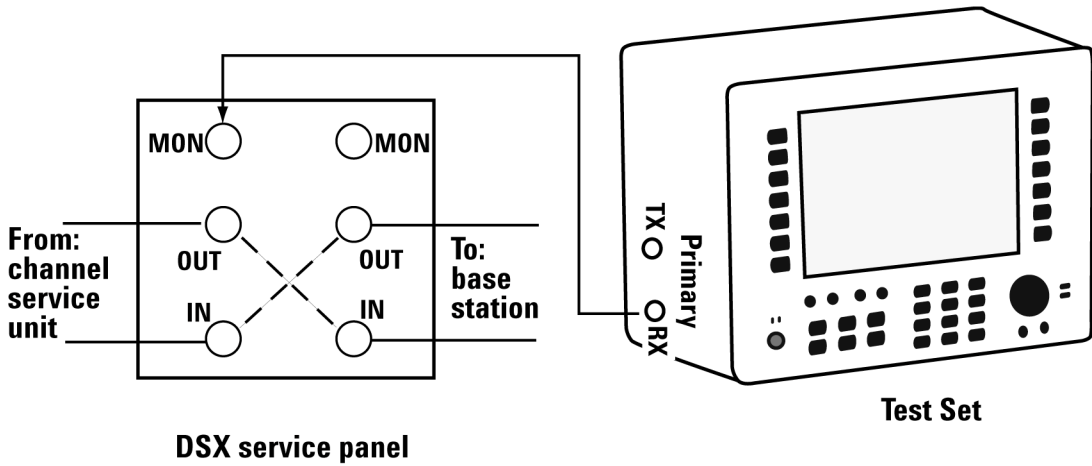 MON
MON
OUT
OUT
IN
IN
From:
channel
service
unit
To:
base
station
TX
Primary
RX
Test Set
DSX service panel